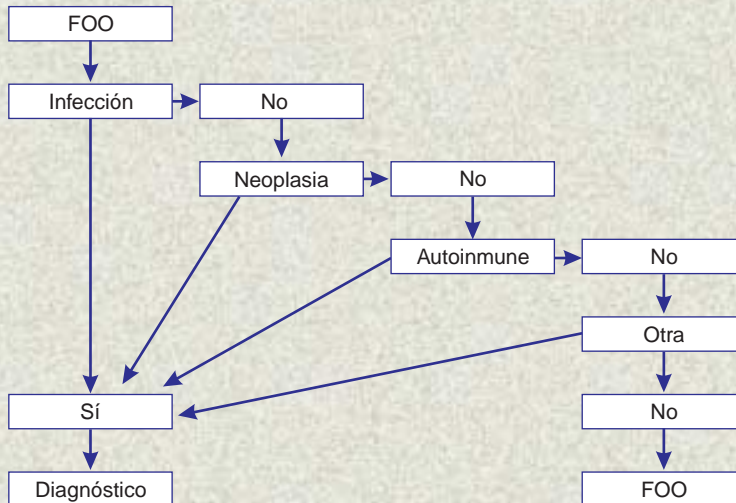 FOO
Infección
No
Neoplasia
No
Autoinmune
No
Otra
Sí
No
Diagnóstico
FOO